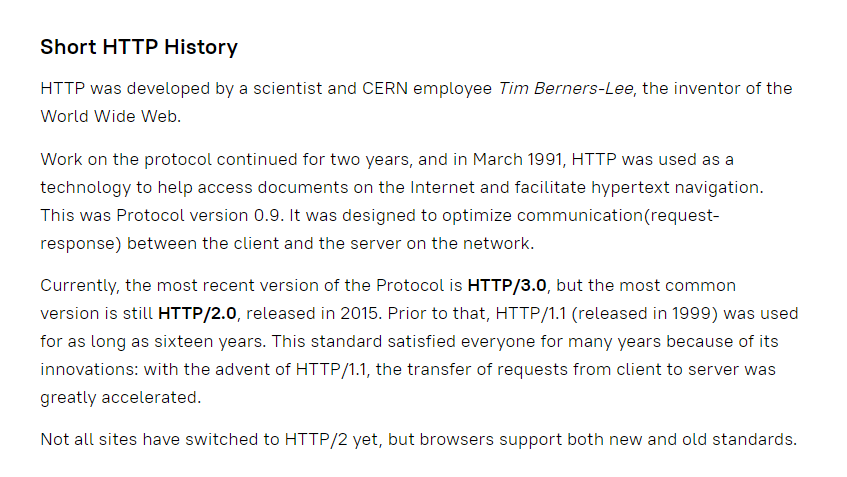 Short HTTP History
HTTP was developed by a scientist and CERN employee Tim Berners-Lee, the inventor of the
World Wide Web.
Work on the protocol continued for two years, and in March 1991, HTTP was used as a
technology to help access documents on the Internet and facilitate hypertext navigation.
This was Protocol version 0.9. It was designed to optimize communication(request-
response) between the client and the server on the network.
Currently, the most recent version of the Protocol is HTTP/3.0, but the most common
version is still HTTP/2.0, released in 2015. Prior to that, HTTP/1.1 (released in 1999) was used
for as long as sixteen years. This standard satisfied everyone for many years because of its
innovations: with the advent of HTTP/1.1, the transfer of requests from client to server was
greatly accelerated.
Not all sites have switched to HTTP/2 yet, but browsers support both new and old standards.